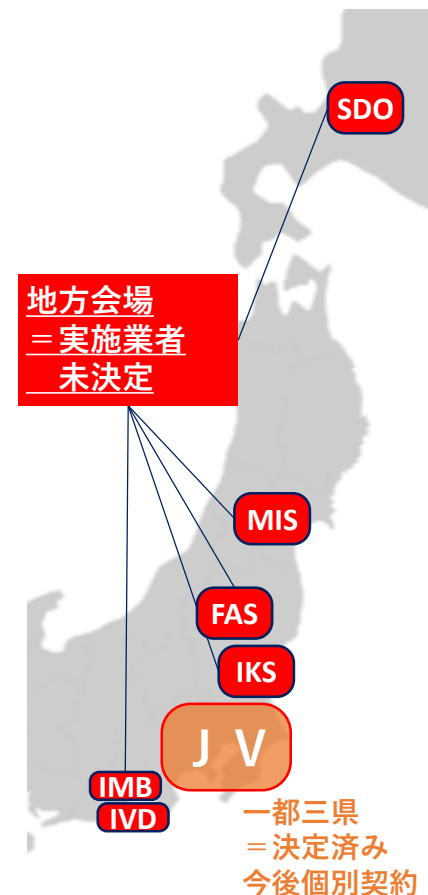 SDO
地方会場
＝実施業者
未決定
MIS
FAS
IKS
ＪＶ
IMB
IVD
一都三県
＝決定済み
今後個別契約